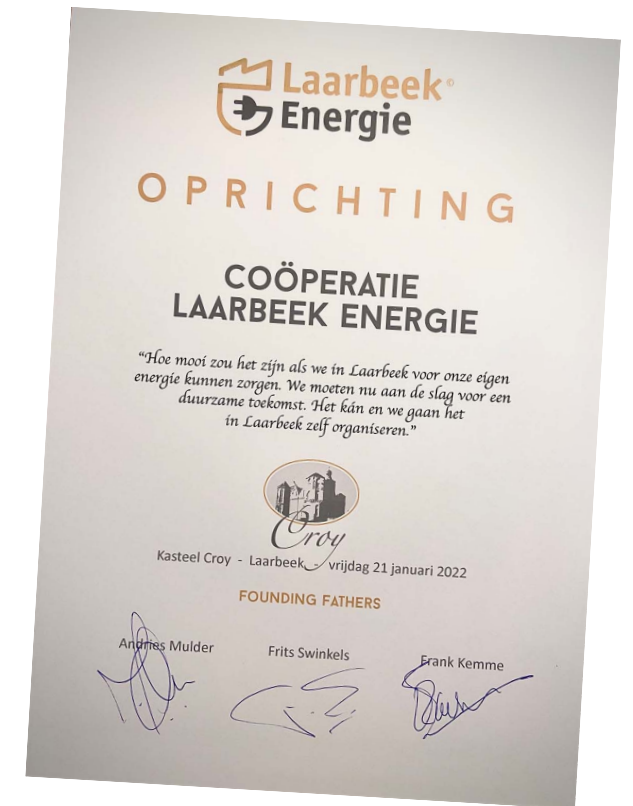 Laarbeek©
Energie
OPRICHTING
COÖPERATIE
LAARBEEK ENERGIE
“Hoe mooi zou het zijn als we in Laarbeek voor onze eigen
energie kunnen zorgen. We moeten nu aan de slag voor een
duurzame toekomst. Het kán en we gaan het
in Laarbeek zelf organiseren.”
Croy
Kasteel Croy - Laarbeek - vrijdag 21 januari 2022
FOUNDING FATHERS
Andries Mulder Frits Swinkels Frank Kemme